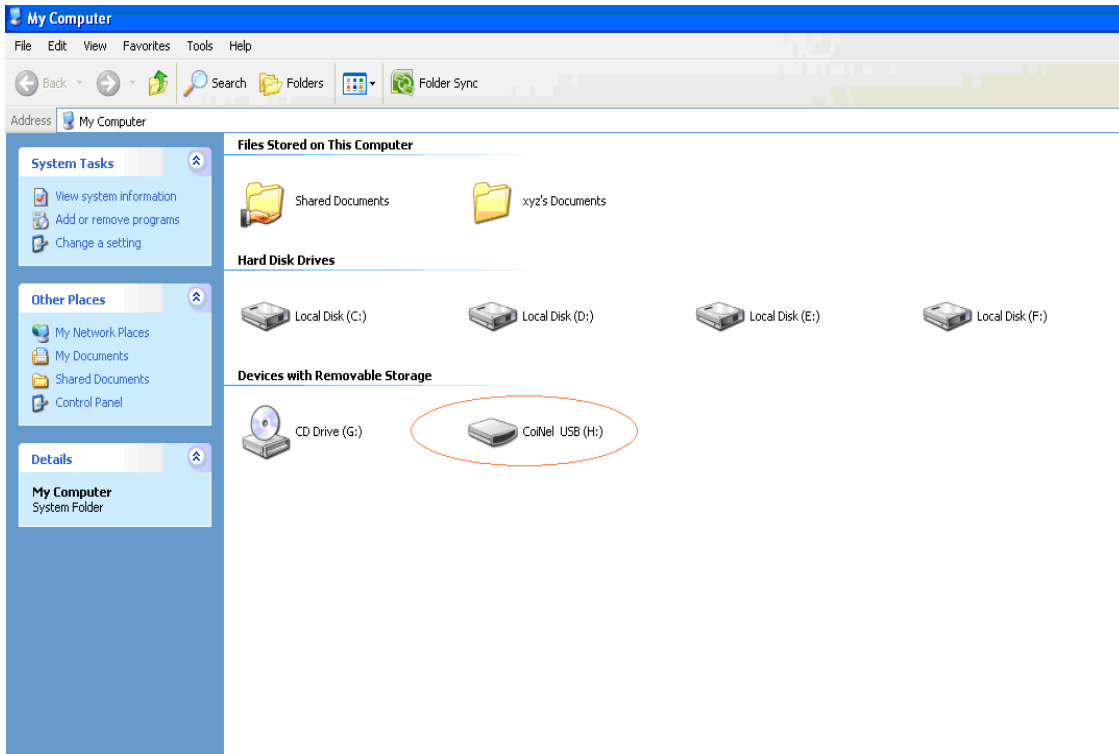 My Computer
File Edit View Favorites Tools Help
Back Search Folders Folder Sync
Address My Computer
System Tasks
View system information
Add or remove programs
Change a setting
Other Places
My Network Places
My Documents
Shared Documents
Control Panel
Details
My Computer
System Folder
Files Stored on This Computer
Shared Documents xyz's Documents
Hard Disk Drives
Local Disk (C:) Local Disk (D:) Local Disk (E:) Local Disk (F:)
Devices with Removable Storage
CD Drive (G:) CoiNel USB (H:)